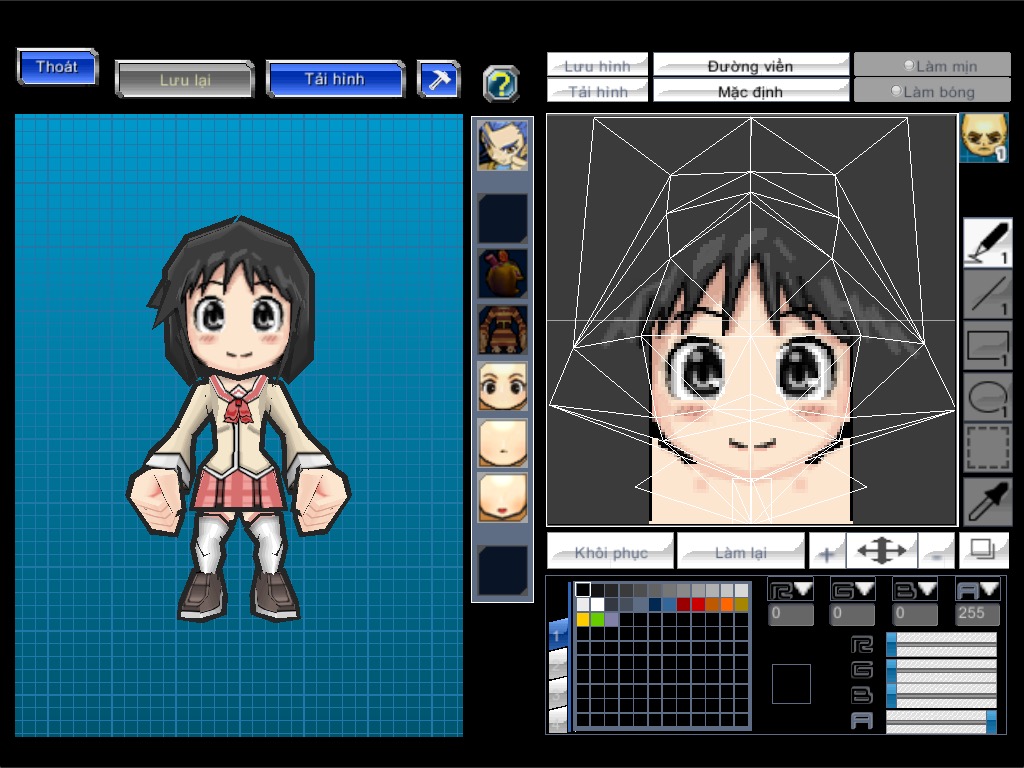 Thoát
Lưu lại
Tải hình
?
Lưu hình
Đường viền
Làm mịn
Tải hình
Mặc định
Làm bóng
1
1
1
1
1
Khôi phục
Làm lại
+
-
R G B A
0 0 0 255
1
R
G
B
A